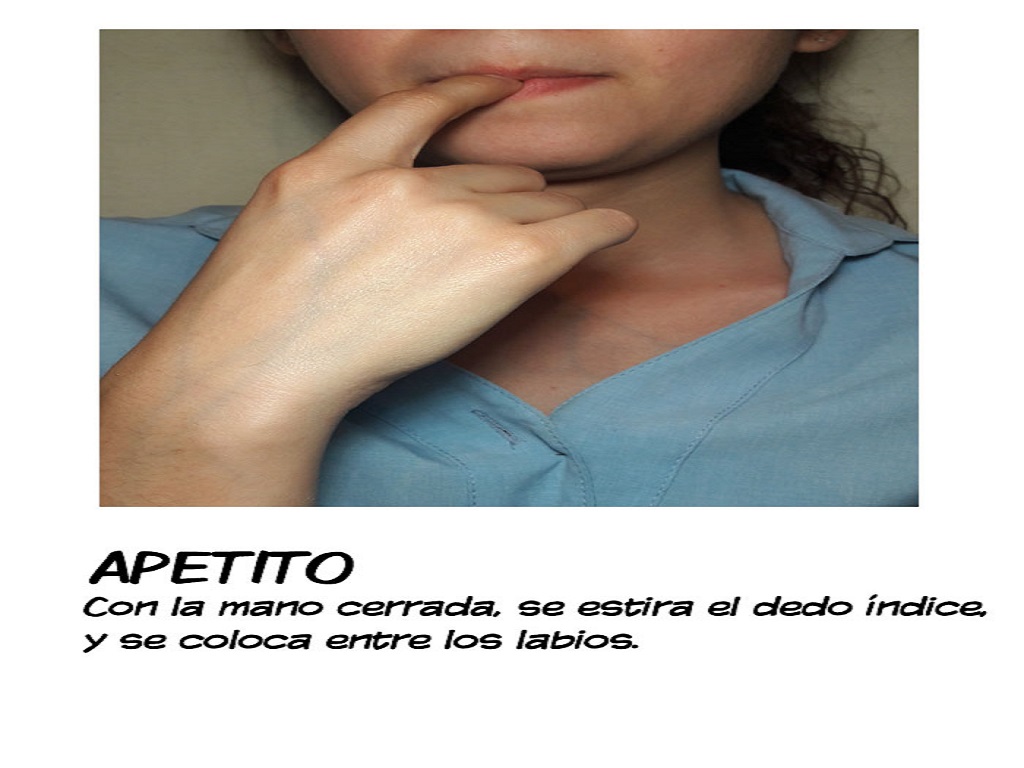 APETITO
Con la mano cerrada, se estira el dedo índice,
y se coloca entre los labios.